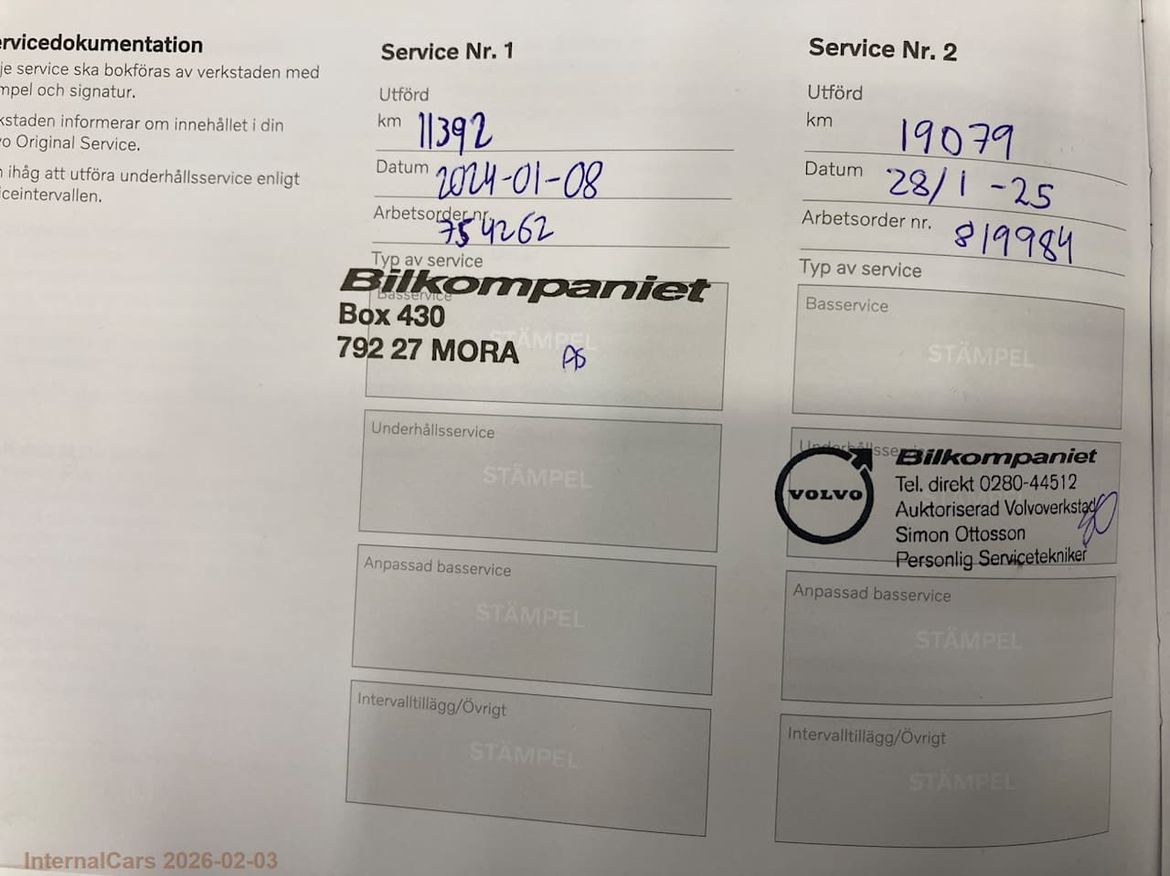 ervicedokumentation
je service ska bokföras av verkstaden med
mpel och signatur.
kstaden informerar om innehållet i din
vo Original Service.
ihåg att utföra underhållsservice enligt
iceintervallen.
Service Nr. 1
Utförd
km 11392
Datum 2024-01-08
Arbetsorder nr. 754262
Typ av service
Bilkompaniet
Basservice
Box 430
STÄMPEL
792 27 MORA
Underhållsservice
STÄMPEL
Anpassad basservice
STÄMPEL
Intervalltillägg/Övrigt
STÄMPEL
Service Nr. 2
Utförd
km 19079
Datum 28/1 -25
Arbetsorder nr. 819984
Typ av service
Basservice
STÄMPEL
Underhållsservice
VOLVO
Bilkompaniet
Tel. direkt 0280-44512
Auktoriserad Volvoverkstad
Simon Ottosson
Personlig Servicetekniker
Anpassad basservice
STÄMPEL
Intervalltillägg/Övrigt
STÄMPEL
InternalCars 2026-02-03